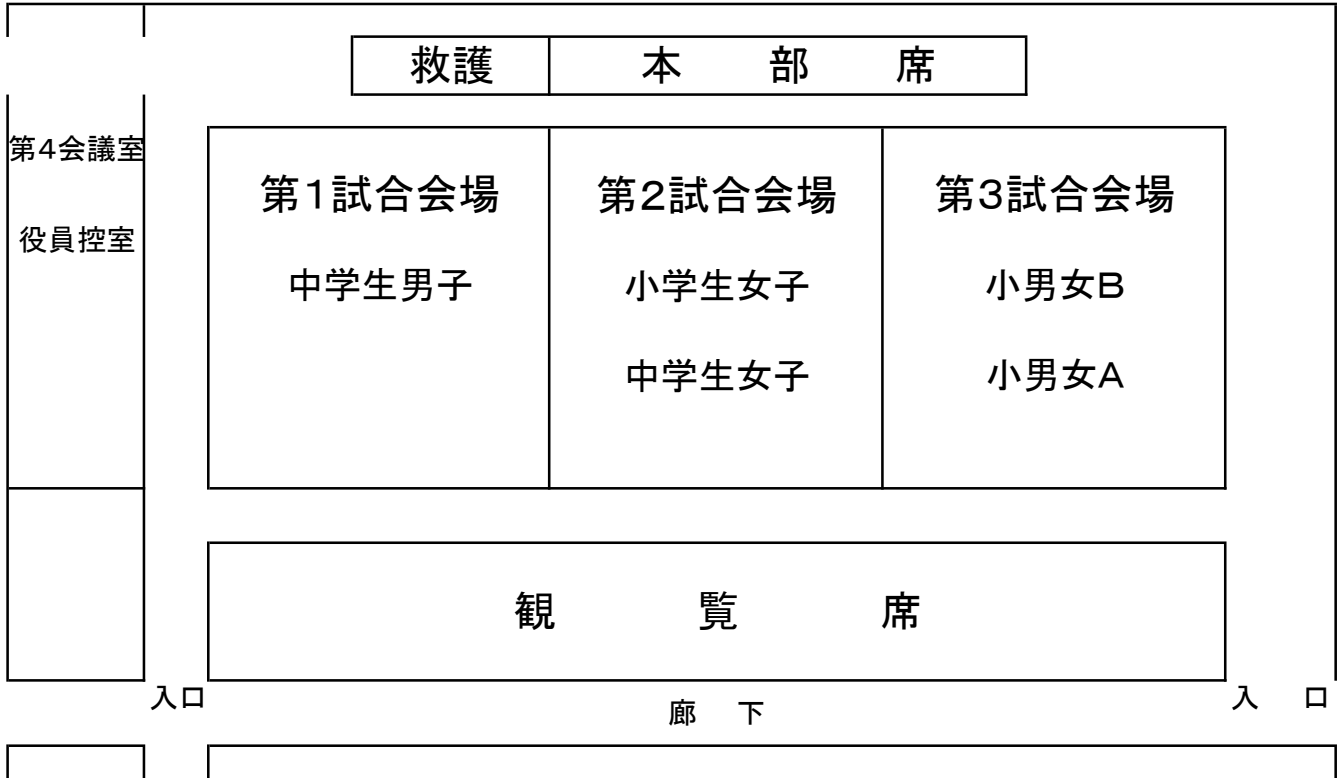 救護 本部席
第4会議室
役員控室
第1試合会場
中学生男子
第2試合会場
小学生女子
中学生女子
第3試合会場
小男女B
小男女A
観覧席
入口 廊下 入口